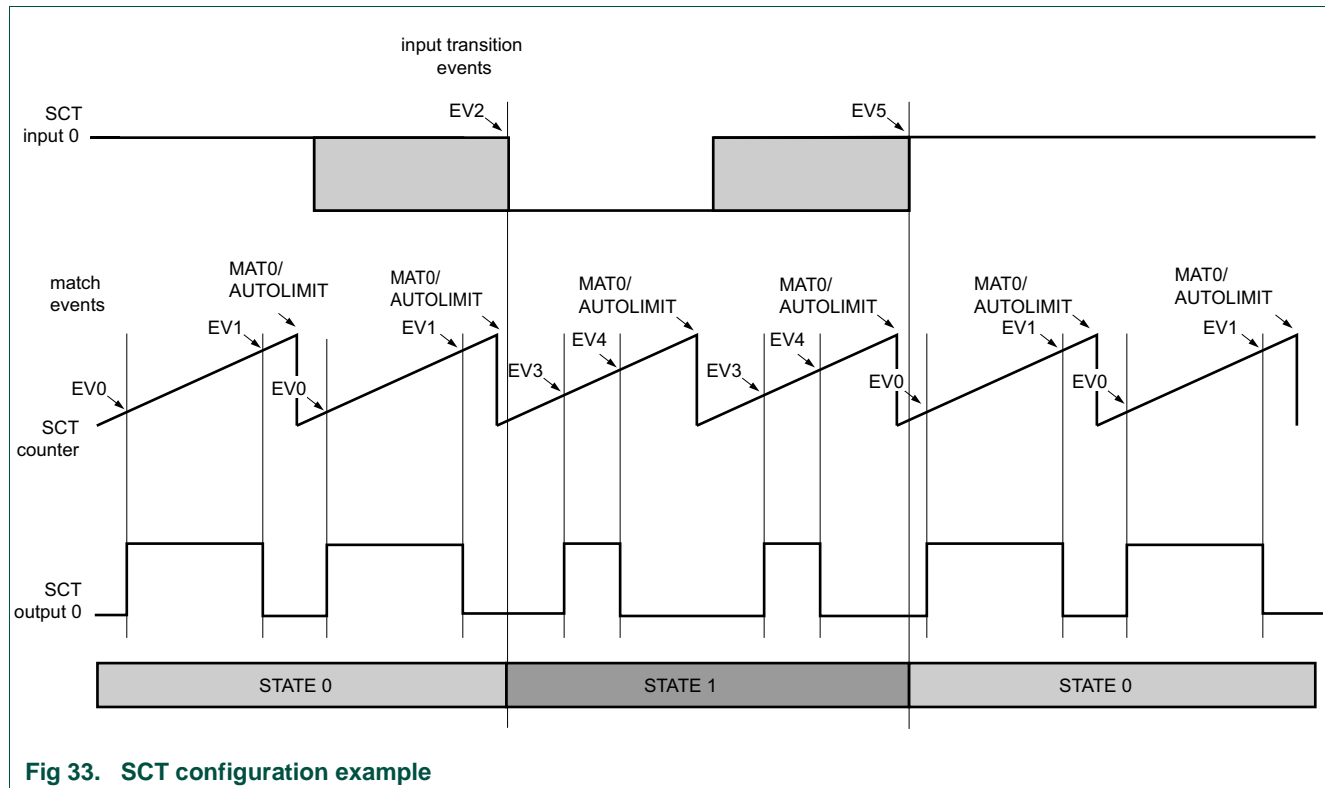 input transition
events
SCT
input 0
EV2
EV5
match
events
MAT0/
AUTOLIMIT
MAT0/
AUTOLIMIT
MAT0/
AUTOLIMIT
MAT0/
AUTOLIMIT
MAT0/
AUTOLIMIT
MAT0/
AUTOLIMIT
EV0
EV1
EV0
EV1
EV3
EV4
EV3
EV4
EV0
EV1
EV0
EV1
SCT
counter
SCT
output 0
STATE 0
STATE 1
STATE 0
Fig 33. SCT configuration example